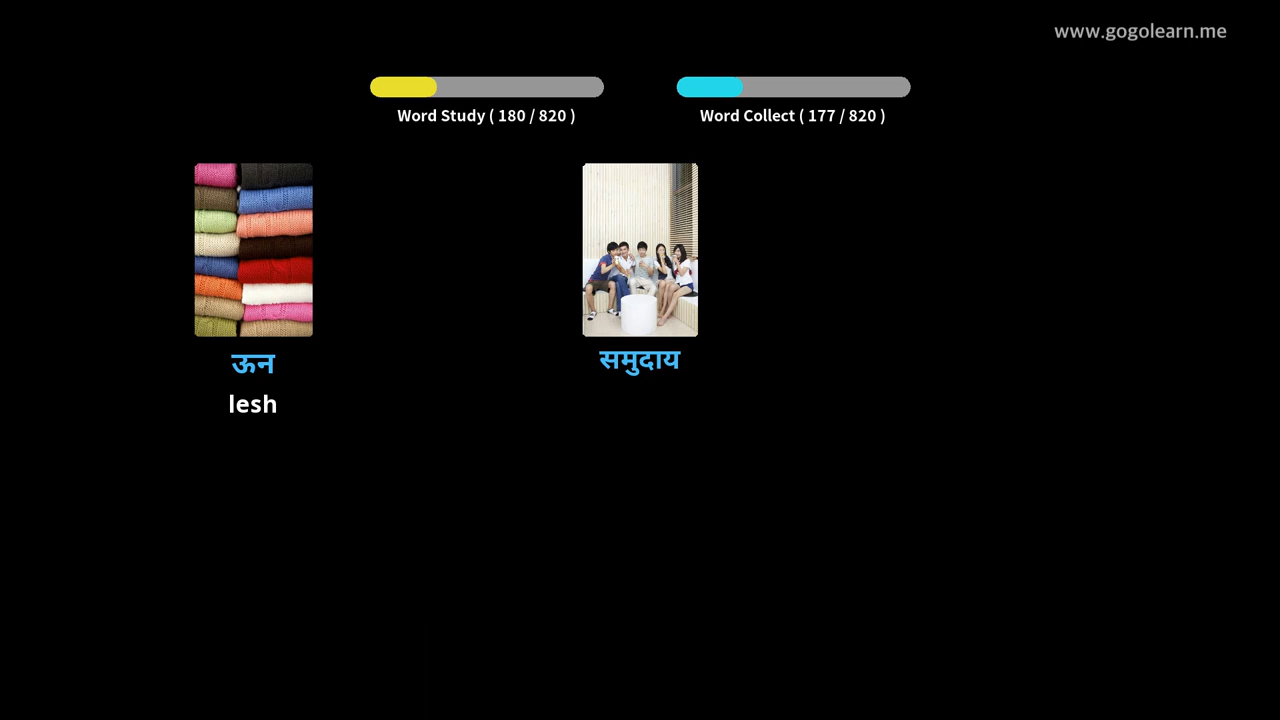 www.gogolearn.me
Word Study ( 180 / 820 )
Word Collect ( 177 / 820 )
ऊन
lesh
समुदाय